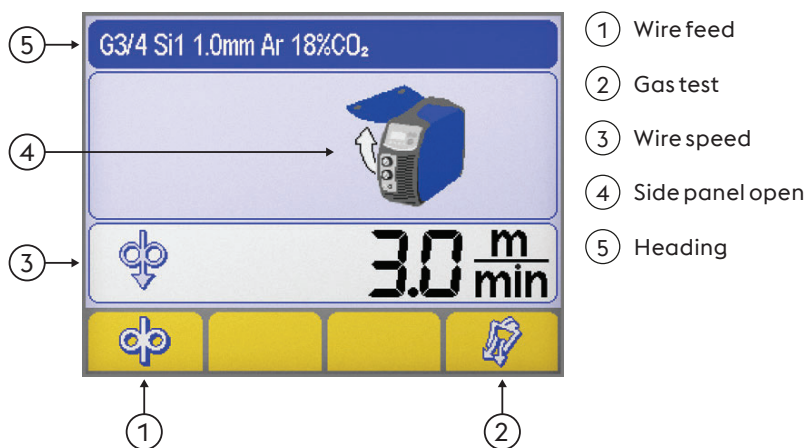 5
G3/4 Si1 1.0mm Ar 18%CO₂
4
3
3.0 m/min
1
2
1 Wire feed
2 Gas test
3 Wire speed
4 Side panel open
5 Heading